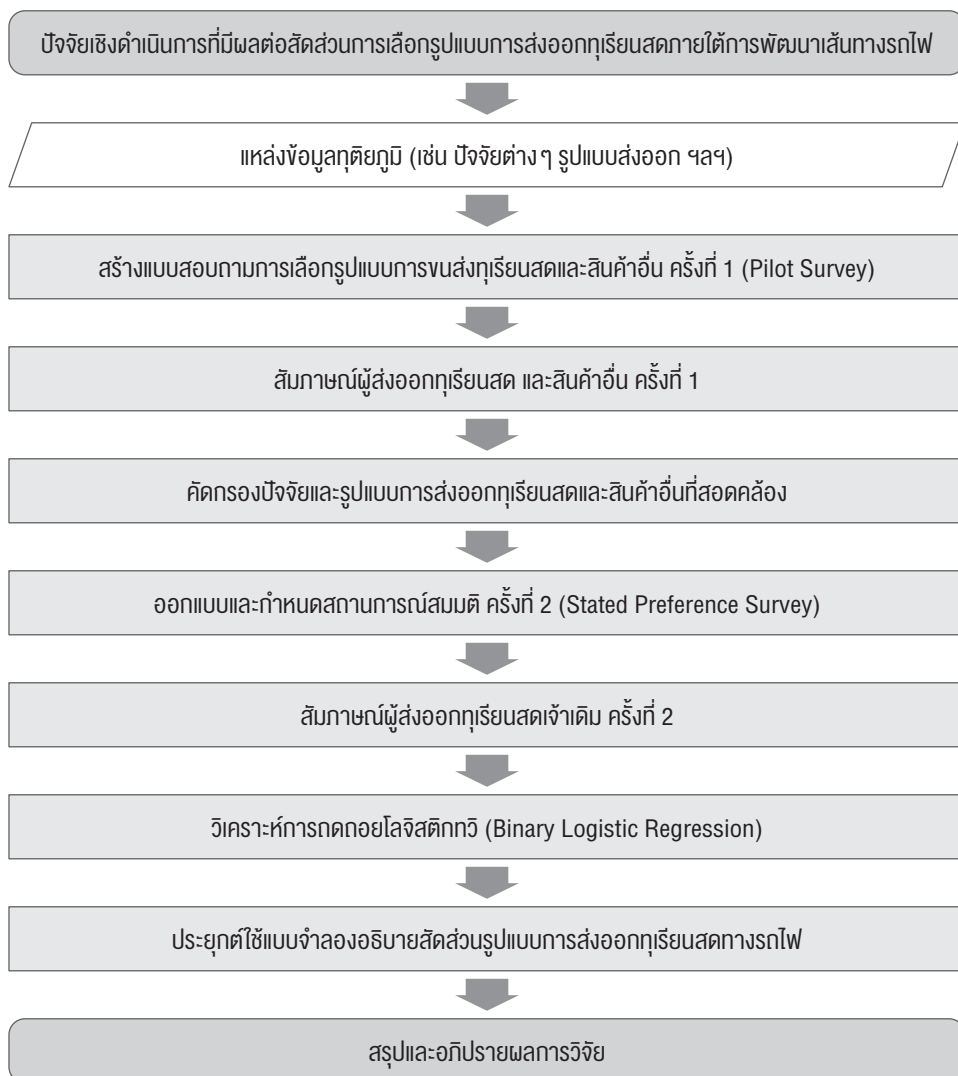 ปัจจัยเชิงดำเนินการที่มีผลต่อสัดส่วนการเลือกรูปแบบการส่งออกทุเรียนสดภายใต้การพัฒนาเส้นทางรถไฟ
แหล่งข้อมูลทุติยภูมิ (เช่น ปัจจัยต่างๆ รูปแบบส่งออก ฯลฯ)
สร้างแบบสอบถามการเลือกรูปแบบการขนส่งทุเรียนสดและสินค้าอื่น ครั้งที่ 1 (Pilot Survey)
สัมภาษณ์ผู้ส่งออกทุเรียนสด และสินค้าอื่น ครั้งที่ 1
คัดกรองปัจจัยและรูปแบบการส่งออกทุเรียนสดและสินค้าอื่นที่สอดคล้อง
ออกแบบและกำหนดสถานการณ์สมมติ ครั้งที่ 2 (Stated Preference Survey)
สัมภาษณ์ผู้ส่งออกทุเรียนสดเจ้าเดิม ครั้งที่ 2
วิเคราะห์การถดถอยโลจิสติกทวิ (Binary Logistic Regression)
ประยุกต์ใช้แบบจำลองอธิบายสัดส่วนรูปแบบการส่งออกทุเรียนสดทางรถไฟ
สรุปและอภิปรายผลการวิจัย